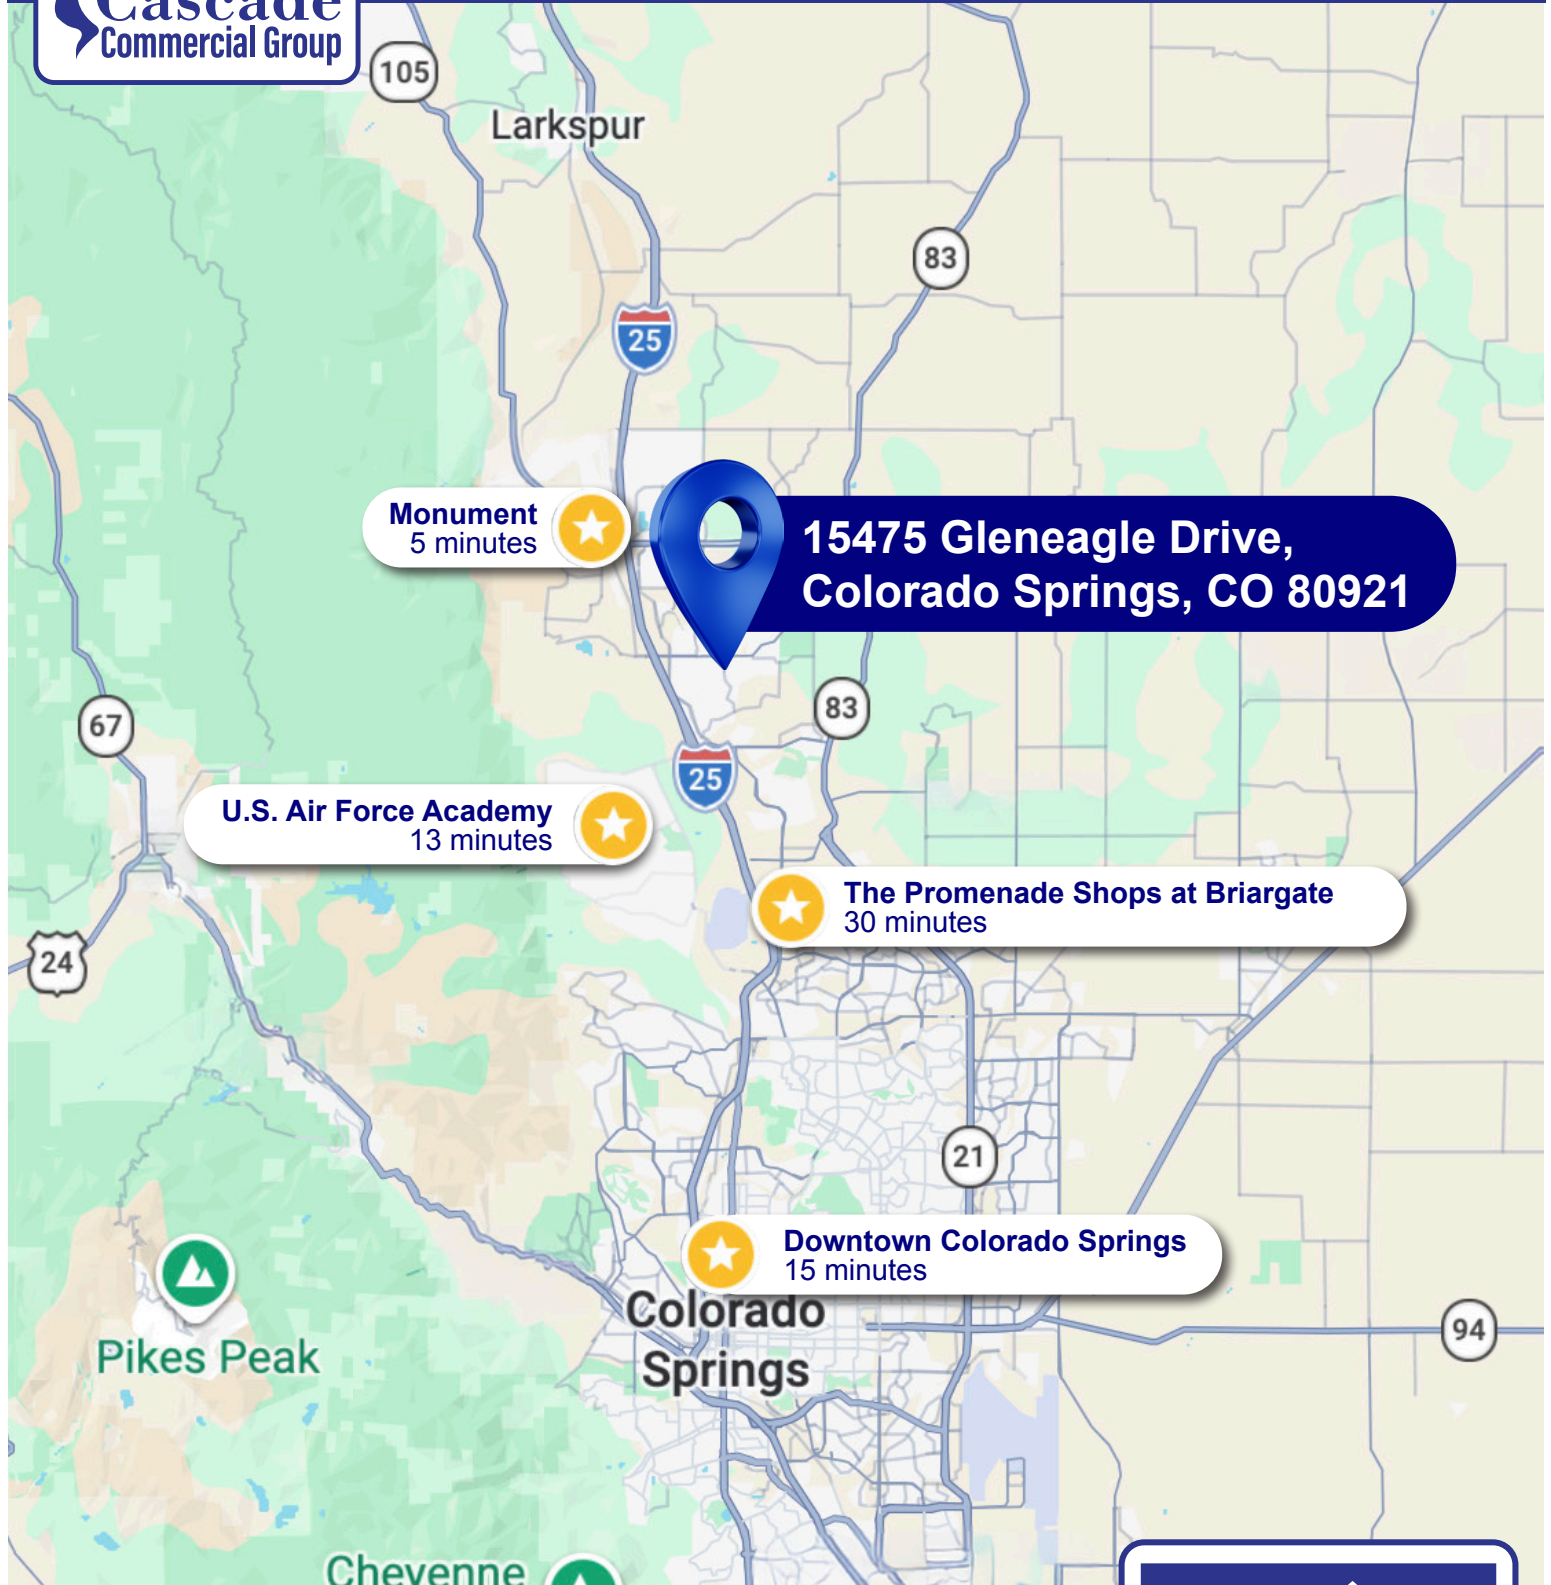 Cascade
Commercial Group
105
Larkspur
83
25
Monument
5 minutes
15475 Gleneagle Drive,
Colorado Springs, CO 80921
67
83
25
U.S. Air Force Academy
13 minutes
The Promenade Shops at Briargate
30 minutes
24
21
Downtown Colorado Springs
15 minutes
Colorado
Springs
94
Pikes Peak
Cheyenne